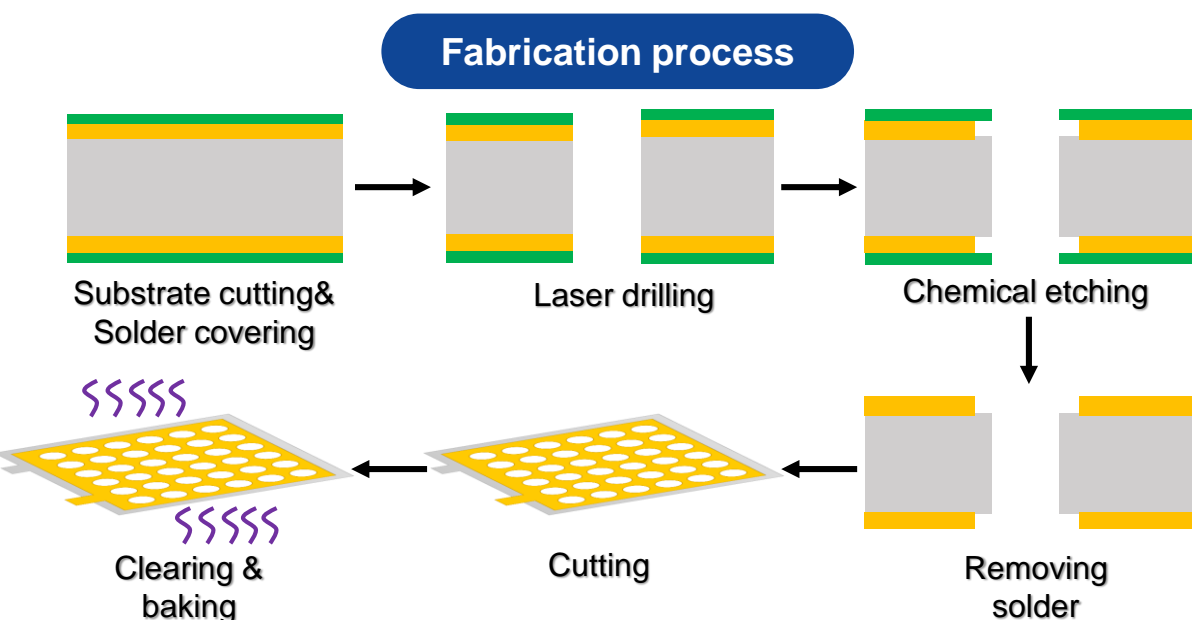 Fabrication process
Substrate cutting&
Solder covering
Laser drilling
Chemical etching
Removing
solder
Cutting
Clearing &
baking